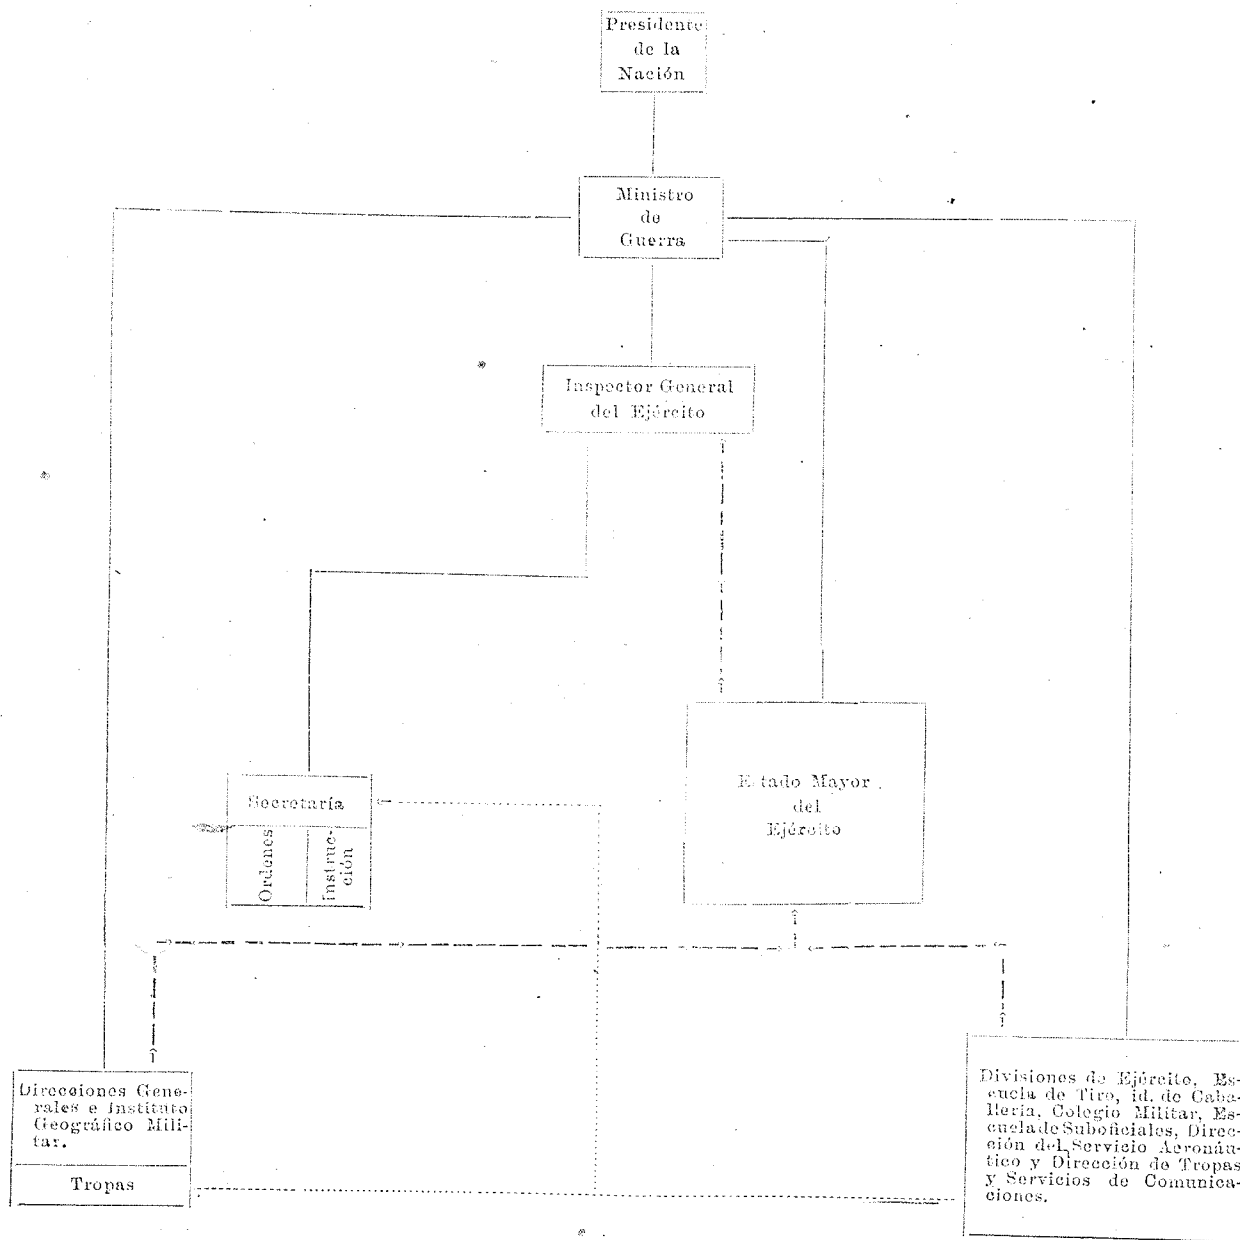 Presidente
de la
Nación
Ministro
de
Guerra
Inspector General
del Ejército
E tado Mayor
del
Ejército
Secretaría
Ordenes
Instruc-
ción
Direcciones Gene-
rales e Instituto
Geográfico Mili-
tar.
Tropas
Divisiones de Ejército, Es-
cuela de Tiro, id. de Caba-
llería, Colegio Militar, Es-
cuela de Suboficiales, Direc-
ción del Servicio Aeronáu-
tico y Dirección de Tropas
y Servicios de Comunica-
ciones.